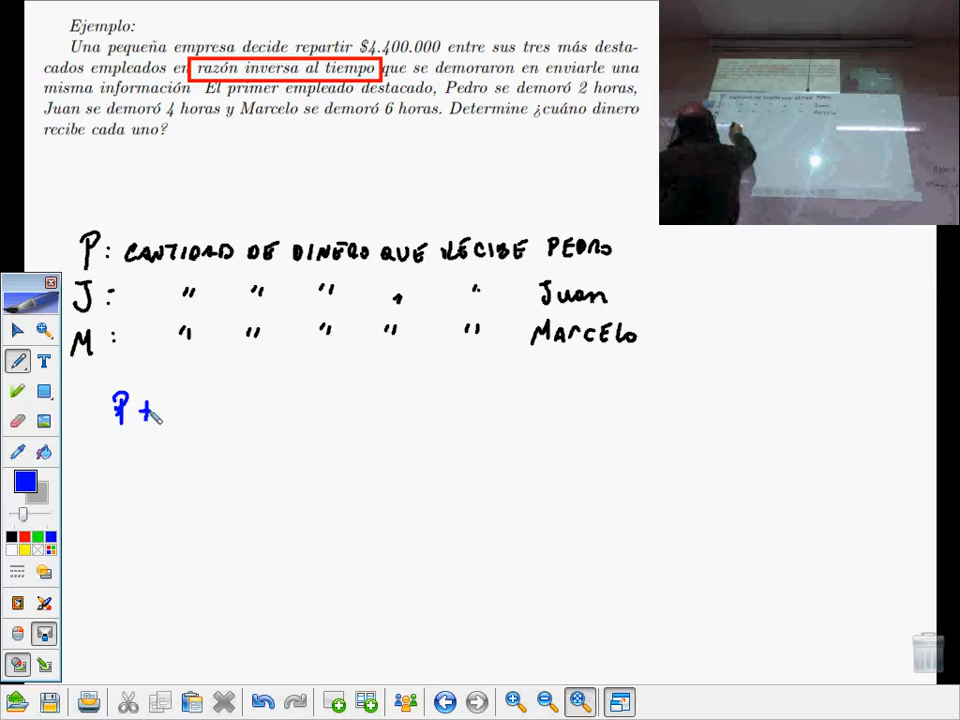 Ejemplo:
Una pequeña empresa decide repartir $4.400.000 entre sus tres más desta-
cados empleados en razón inversa al tiempo que se demoraron en enviarle una
misma información El primer empleado destacado, Pedro se demoró 2 horas,
Juan se demoró 4 horas y Marcelo se demoró 6 horas. Determine ¿cuáno dinero
recibe cada uno?
P: CANTIDAD DE DINERO QUE RECIBE PEDRO
J: " " " " " Juan
M: " " " " " MARCELO
P +